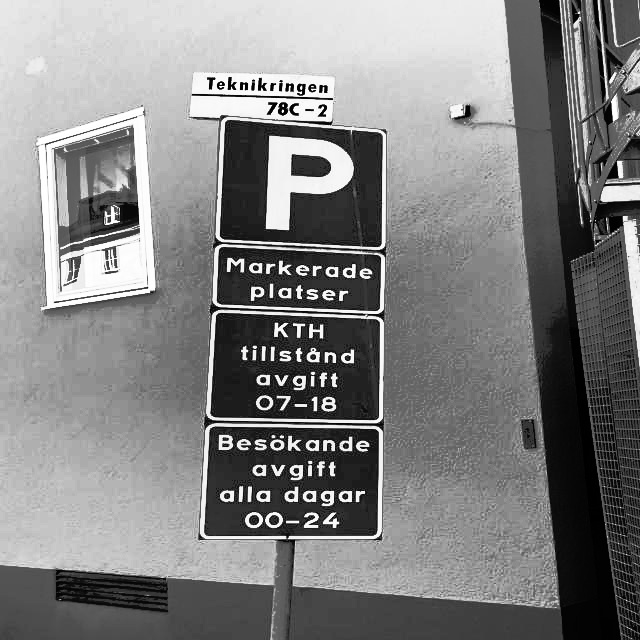 Teknikringen
78C-2
P
Markerade
platser
KTH
tillstånd
avgift
07-18
Besökande
avgift
alla dagar
00-24